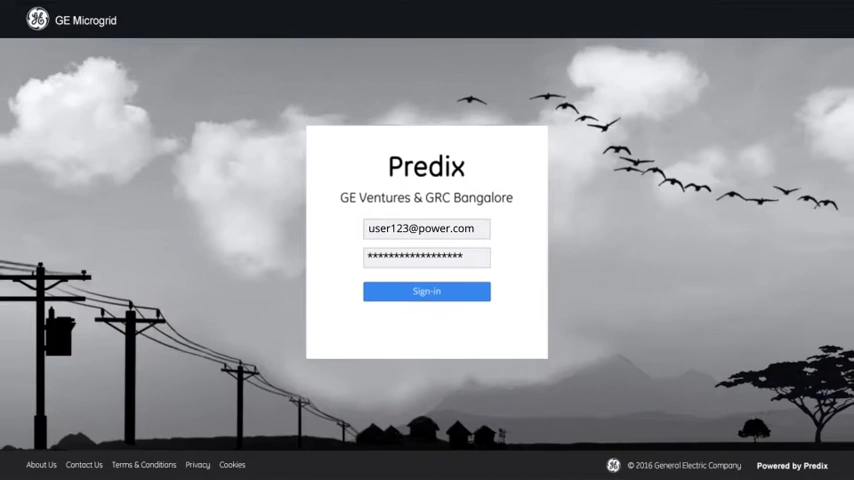 GE Microgrid
Predix
GE Ventures & GRC Bangalore
user123@power.com
******************
Sign-in
About Us Contact Us Terms & Conditions Privacy Cookies © 2016 General Electric Company Powered by Predix